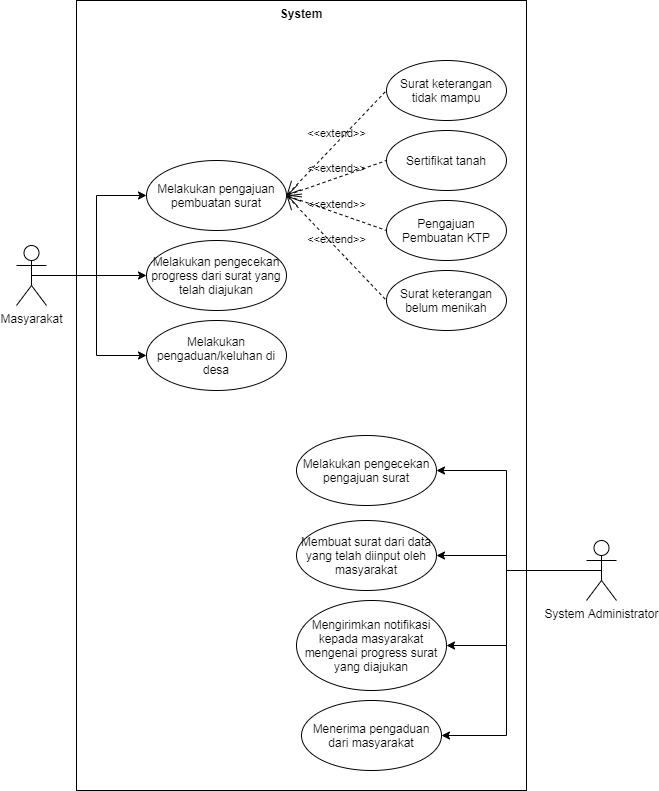 System
Surat keterangan
tidak mampu
<<extend>>
Sertifikat tanah
<<extend>>
Melakukan pengajuan
pembuatan surat
<<extend>>
Pengajuan
Pembuatan KTP
<<extend>>
Surat keterangan
belum menikah
Melakukan pengecekan
progress dari surat yang
telah diajukan
Masyarakat
Melakukan
pengaduan/keluhan di
desa
Melakukan pengecekan
pengajuan surat
Membuat surat dari data
yang telah diinput oleh
masyarakat
System Administrator
Mengirimkan notifikasi
kepada masyarakat
mengenai progress surat
yang diajukan
Menerima pengaduan
dari masyarakat